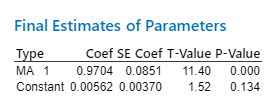 Final Estimates of Parameters
Type Coef SE Coef T-Value P-Value
MA 1 0.9704 0.0851 11.40 0.000
Constant 0.00562 0.00370 1.52 0.134